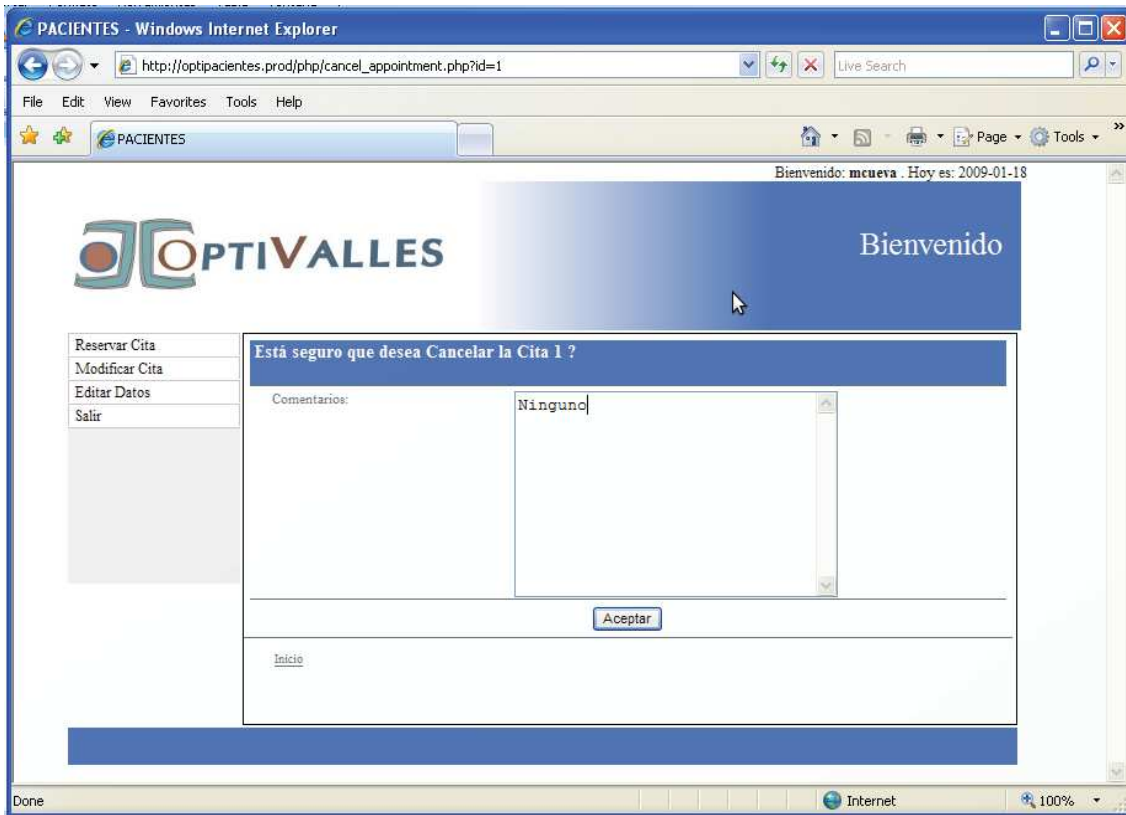 PACIENTES - Windows Internet Explorer
http://optipacientes.prod/php/cancel_appointment.php?id=1
Live Search
File Edit View Favorites Tools Help
PACIENTES
Page Tools »
Bienvenido: mcueva . Hoy es: 2009-01-18
OPTIVALLES
Bienvenido
Reservar Cita
Modificar Cita
Editar Datos
Salir
Está seguro que desea Cancelar la Cita 1 ?
Comentarios:
Ninguno
Aceptar
Inicio
Done
Internet
100%